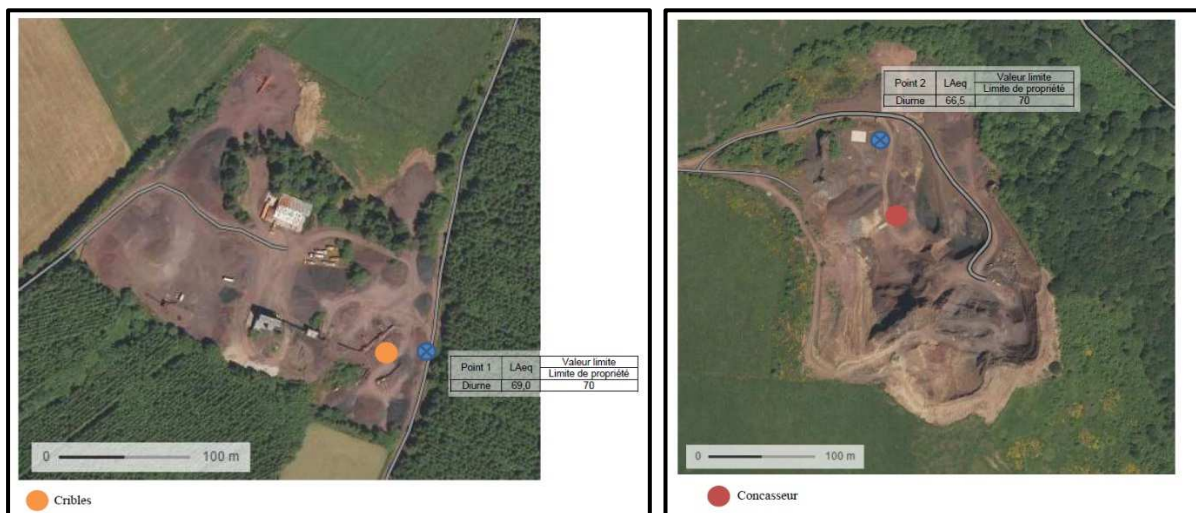 Point 1 LAeq Valeur limite
Limite de propriété
Diurne 69,0 70
0 100 m
Cribles
Point 2 LAeq Valeur limite
Limite de propriété
Diurne 66,5 70
0 100 m
Concasseur